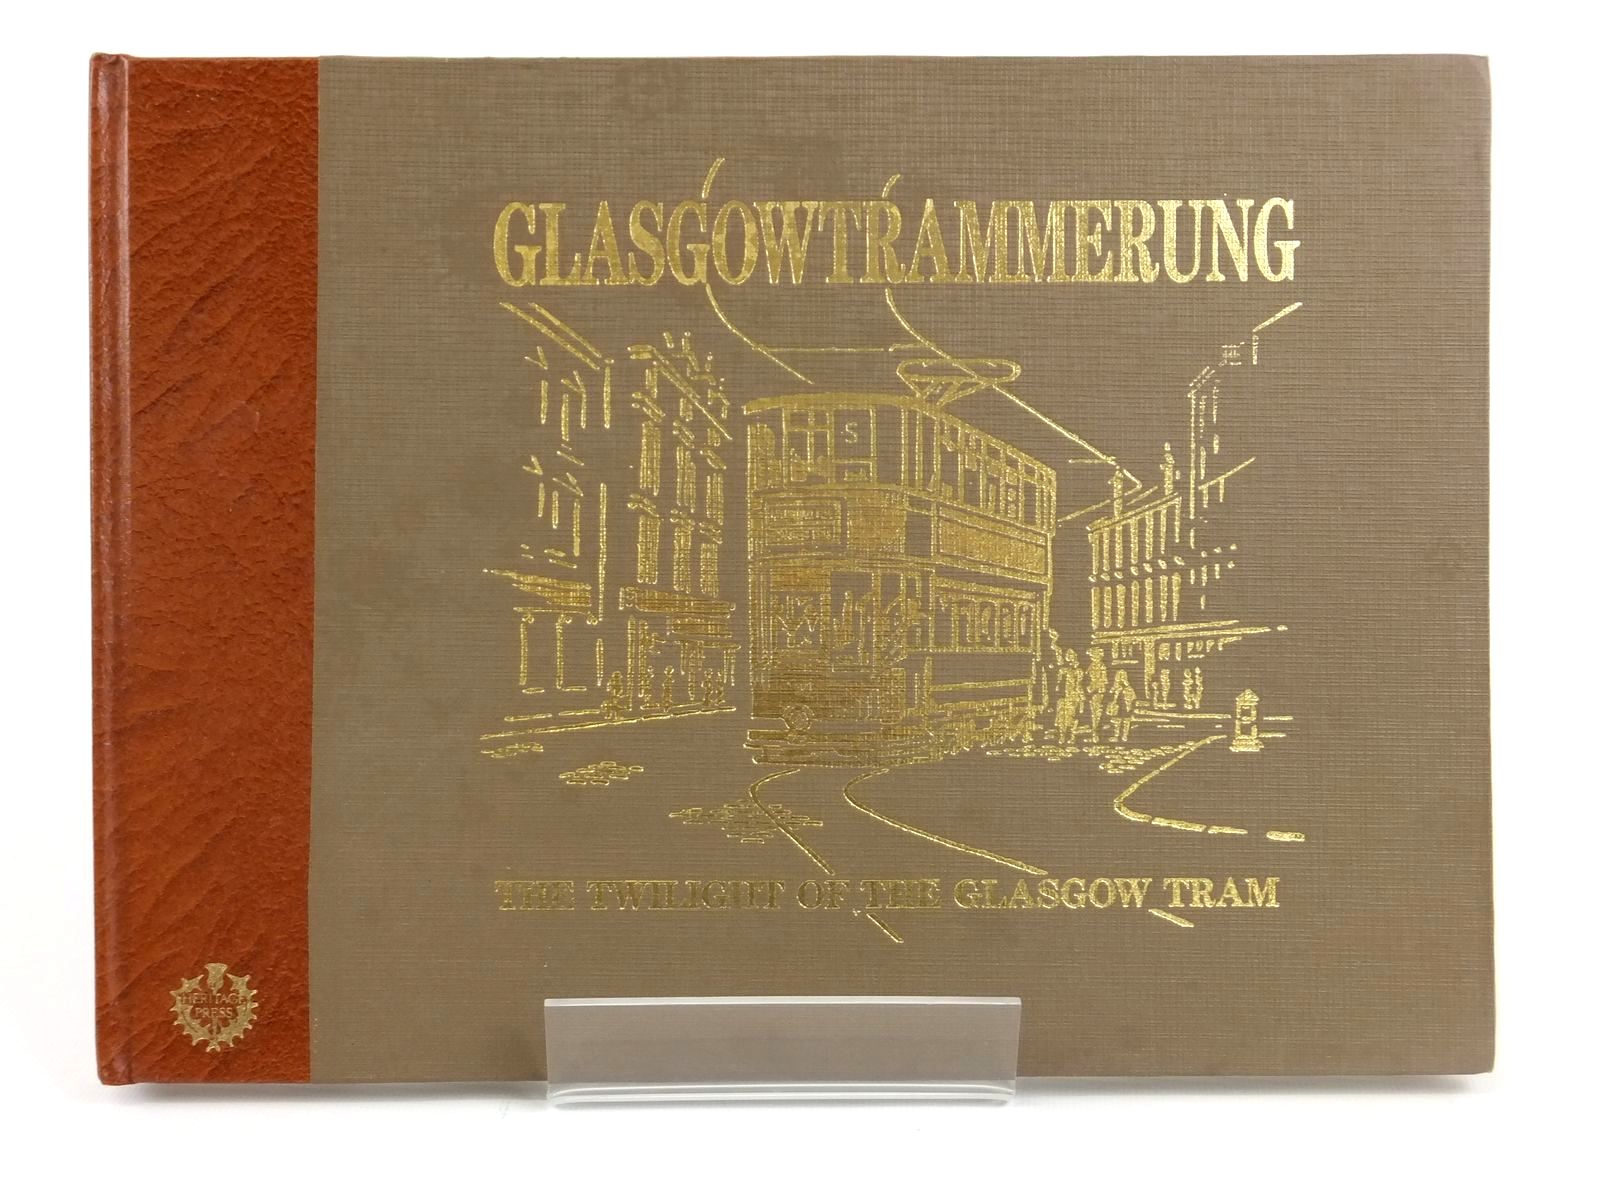 GLASGOWTRAMMERUNG
S
THE TWILIGHT OF THE GLASGOW TRAM
HERITAGE
PRESS